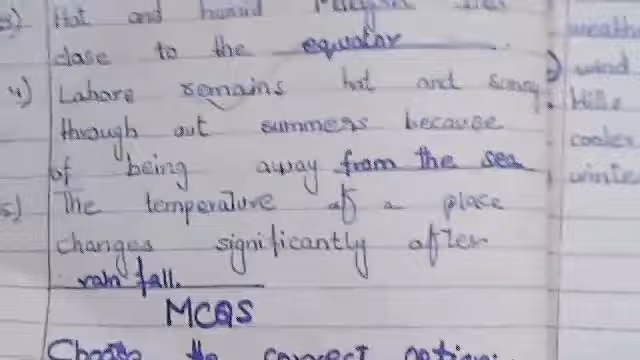 3) Hot and humid
close to the equator.
4) Lahore remains hot and sunny
through out summers because
of being away from the sea
5) The temperature of a place
changes significantly after
rain fall.
MCQS
Choose the correct option:
wind
Hills
cooler